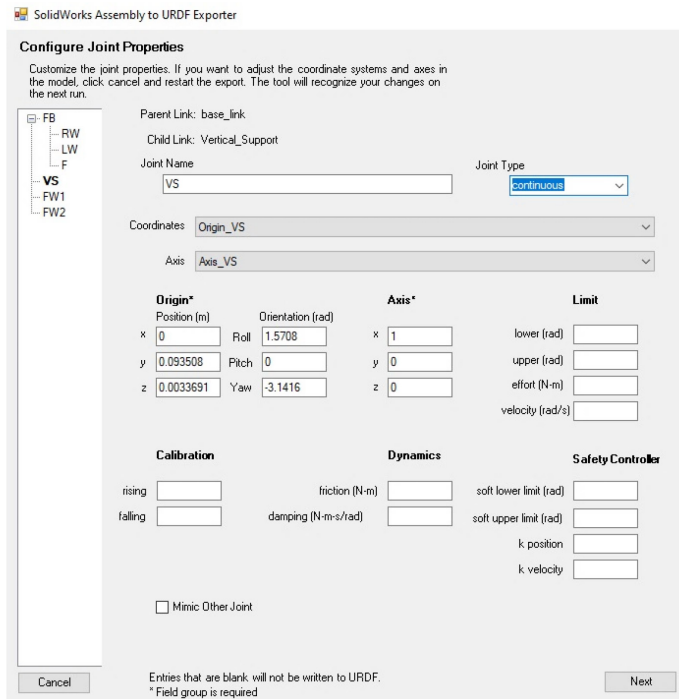 SolidWorks Assembly to URDF Exporter
Configure Joint Properties
Customize the joint properties. If you want to adjust the coordinate systems and axes in
the model, click cancel and restart the export. The tool will recognize your changes on
the next run.
FB
RW
LW
F
VS
FW1
FW2
Parent Link: base_link
Child Link: Vertical_Support
Joint Name
Joint Type
VS
continuous
Coordinates Origin_VS
Axis Axis_VS
Origin* Axis* Limit
Position (m) Orientation (rad)
x 0 Roll 1.5708 x 1 lower (rad)
y 0.093508 Pitch 0 y 0 upper (rad)
z 0.0033691 Yaw -3.1416 z 0 effort (N-m)
velocity (rad/s)
Calibration Dynamics Safety Controller
rising friction (N-m) soft lower limit (rad)
falling damping (N-m-s/rad) soft upper limit (rad)
k position
k velocity
Mimic Other Joint
Cancel
Entries that are blank will not be written to URDF.
* Field group is required
Next